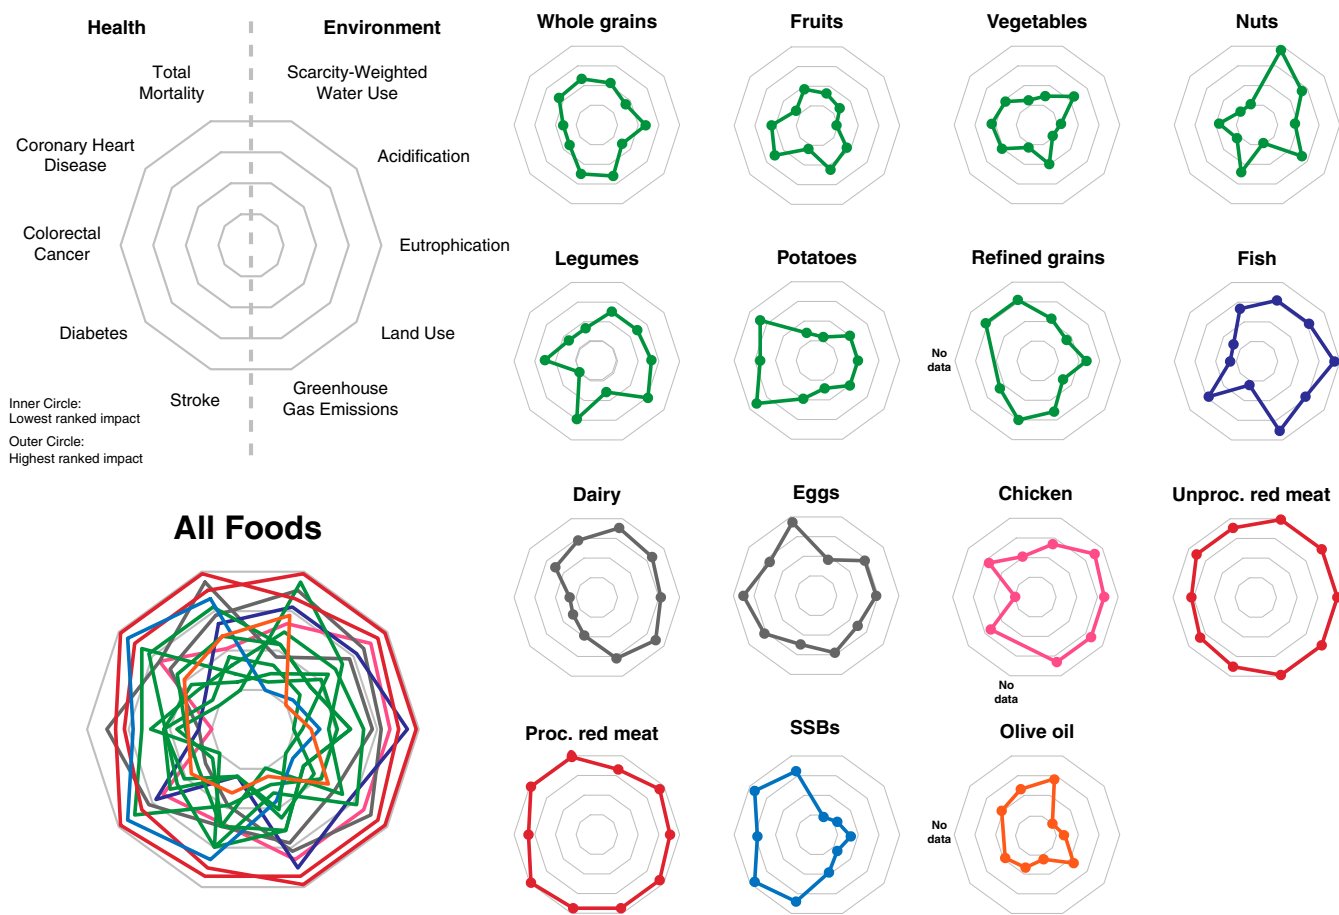 Health
Environment
Total
Mortality
Scarcity-Weighted
Water Use
Coronary Heart
Disease
Acidification
Colorectal
Cancer
Eutrophication
Diabetes
Land Use
Stroke
Greenhouse
Gas Emissions
Inner Circle:
Lowest ranked impact
Outer Circle:
Highest ranked impact
All Foods
Whole grains
Fruits
Vegetables
Nuts
Legumes
Potatoes
Refined grains
Fish
No
data
Dairy
Eggs
Chicken
Unproc. red meat
No
data
Proc. red meat
SSBs
Olive oil
No
data